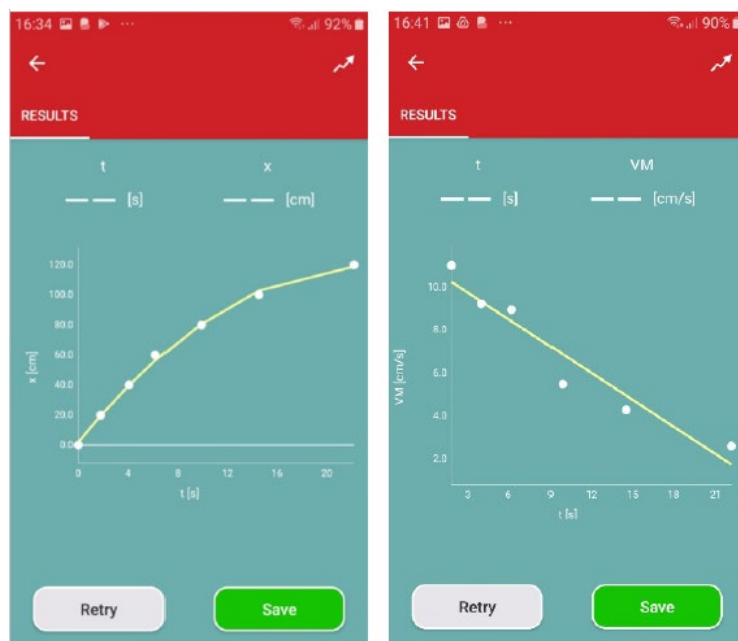 16:34 ... 92%
RESULTS
t x
[s] [cm]
120.0
100.0
80.0
60.0
40.0
20.0
0.0
x [cm]
0 4 8 12 16 20
t [s]
Retry Save
16:41 ... 90%
RESULTS
t VM
[s] [cm/s]
10.0
8.0
6.0
4.0
2.0
VM [cm/s]
3 6 9 12 15 18 21
t [s]
Retry Save